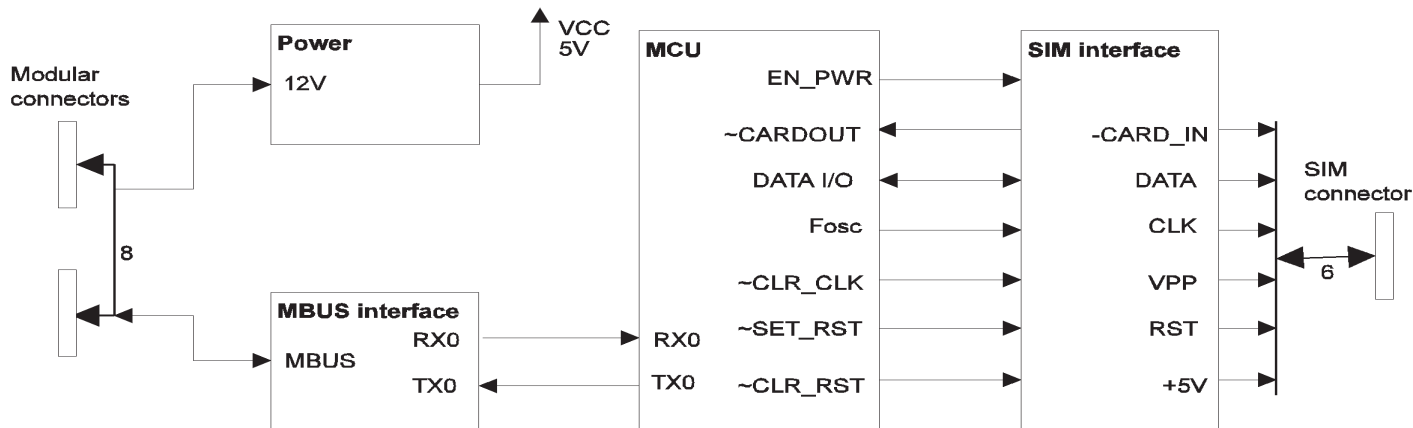 Modular
connectors
8
Power
12V
VCC
5V
MBUS interface
RX0
MBUS
TX0
MCU
EN_PWR
~CARDOUT
DATA I/O
Fosc
~CLR_CLK
~SET_RST
~CLR_RST
RX0
TX0
SIM interface
-CARD_IN
DATA
CLK
VPP
RST
+5V
SIM
connector
6